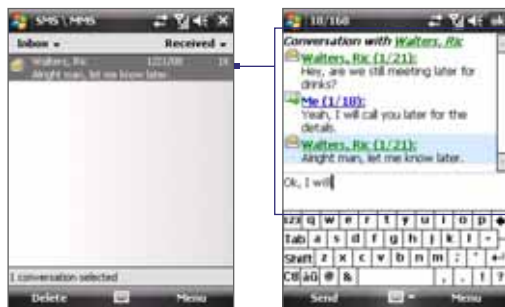 SMS \ MMS
Inbox
Received
Walters, Ric
Alright man, let me know later.
1 conversation selected
Delete
Menu
10/160
ok
Conversation with Walters, Ric
Walters, Ric (1/21):
Hey, are we still meeting later for
drinks?
Me (1/18):
Yeah, I will call you later for the
details.
Walters, Ric (1/21):
Alright man, let me know later.
Ok, I will
123 q w e r t y u i o p
Tab a s d f g h j k l
Shift z x c v b n m ; '
Ctl áü @ & , . ! ?
Send
Menu